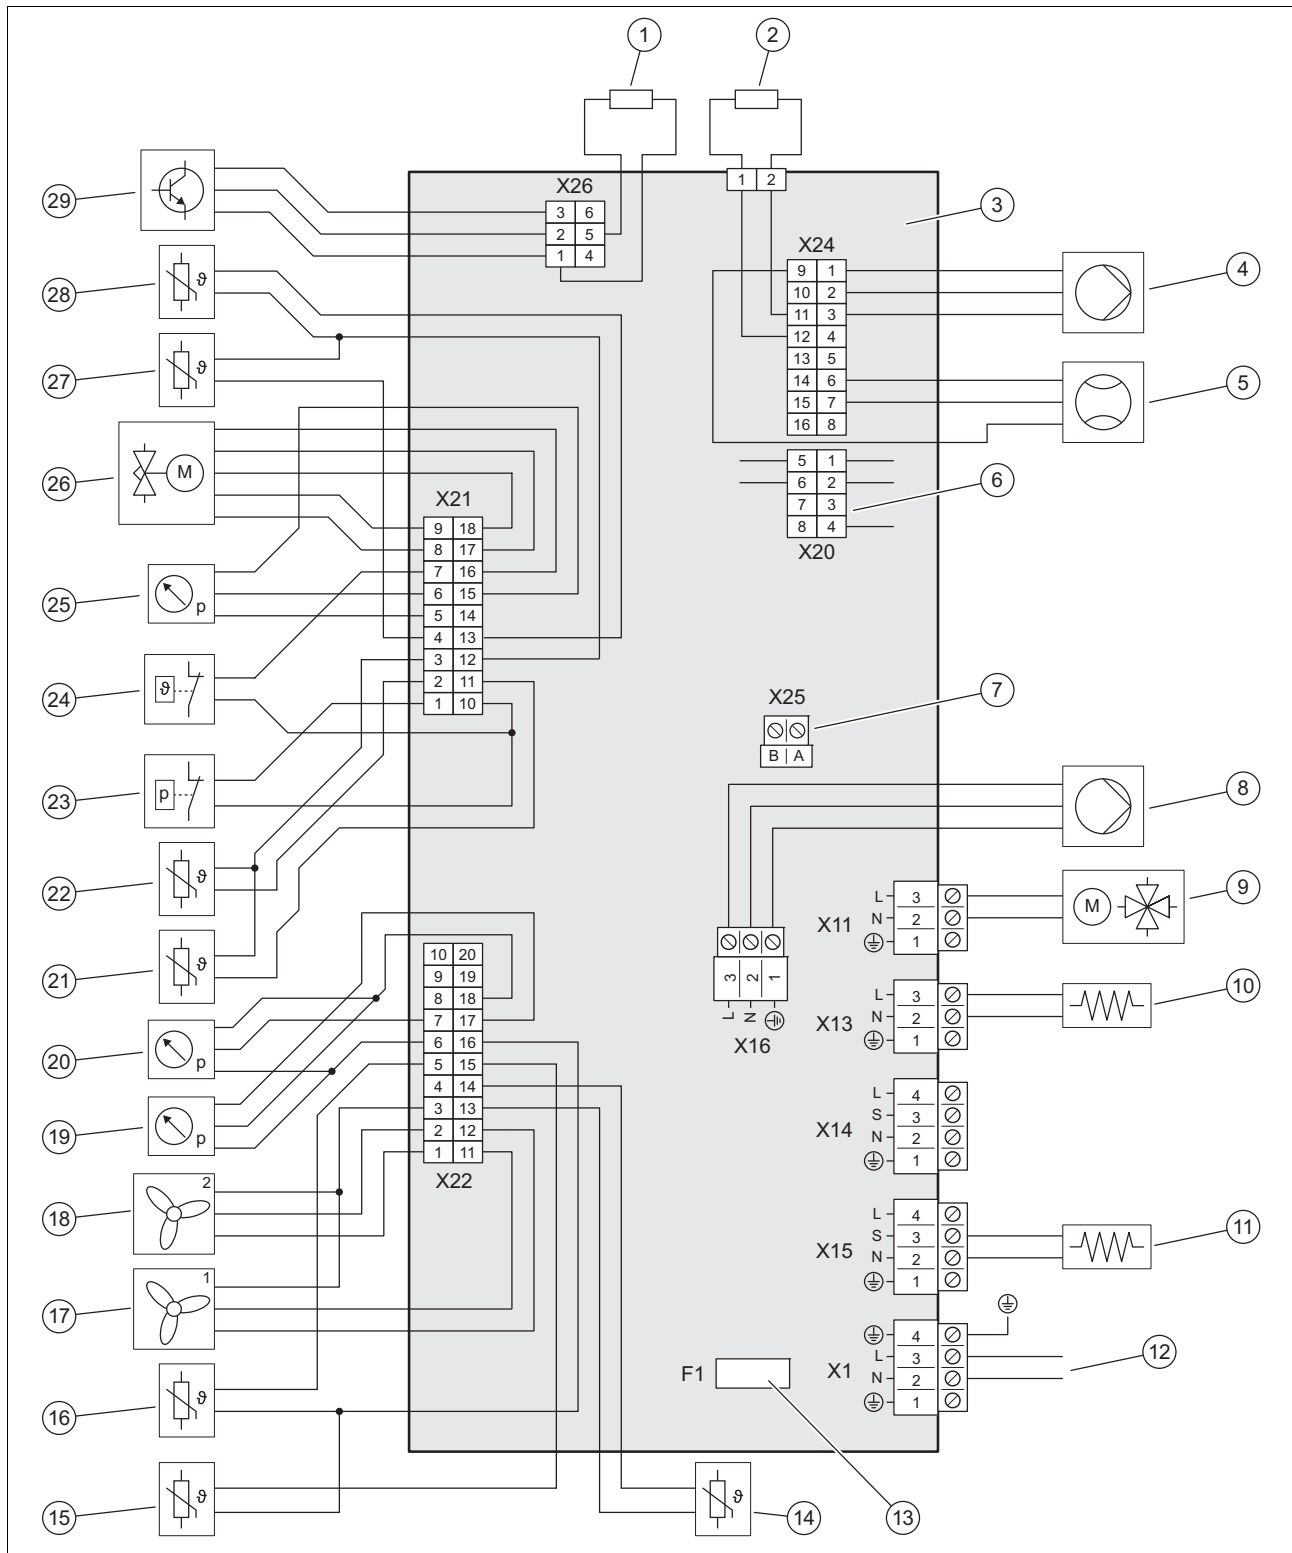 1
2
1 2
X26
3 6
2 5
1 4
29
3
X24
9 1
10 2
11 3
12 4
13 5
14 6
15 7
16 8
4
28
ϑ
27
ϑ
5
26
M
X21
9 18
8 17
7 16
6 15
5 14
4 13
3 12
2 11
1 10
5 1
6 2
7 3
8 4
X20
6
25
p
24
ϑ
X25
B | A
7
23
p
8
22
ϑ
21
ϑ
L 3
N 2
1
X11
M
9
10 20
9 19
8 18
7 17
6 16
5 15
4 14
3 13
2 12
1 11
X22
20
p
3 2 1
L N
X16
L 3
N 2
1
X13
10
19
p
L 4
S 3
N 2
1
X14
18
2
L 4
S 3
N 2
1
X15
11
17
1
4
L 3
N 2
1
X1
12
F1
16
ϑ
15
ϑ
ϑ
14
13